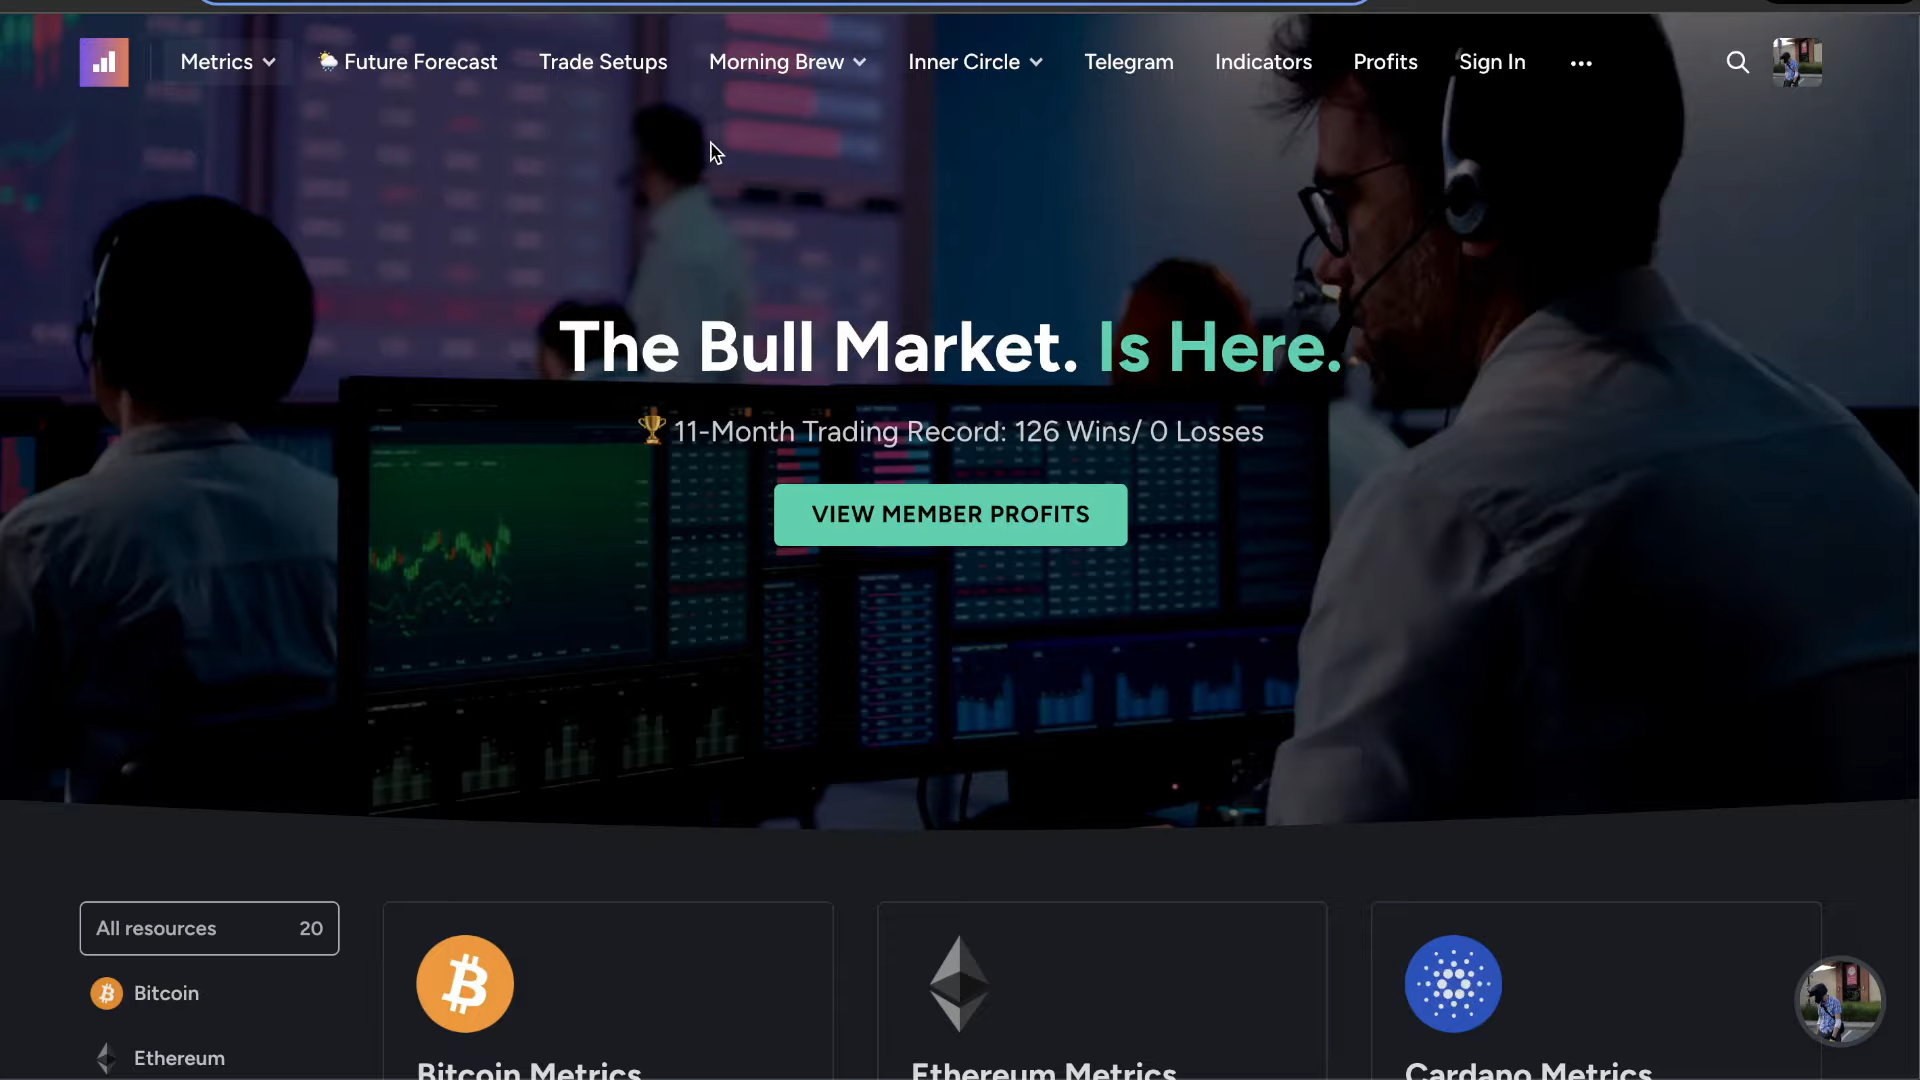 Metrics
Future Forecast
Trade Setups
Morning Brew
Inner Circle
Telegram
Indicators
Profits
Sign In
The Bull Market. Is Here.
11-Month Trading Record: 126 Wins/ 0 Losses
VIEW MEMBER PROFITS
All resources 20
Bitcoin
Ethereum
Bitcoin Metrics
Ethereum Metrics
Cardano Metrics